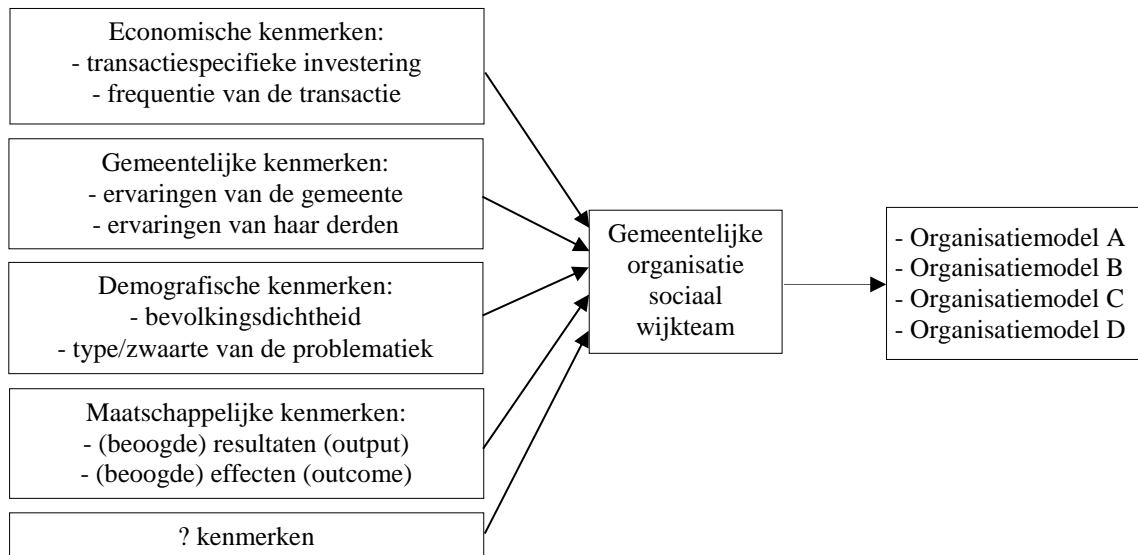 Economische kenmerken:
- transactiespecifieke investering
- frequentie van de transactie
Gemeentelijke kenmerken:
- ervaringen van de gemeente
- ervaringen van haar derden
Demografische kenmerken:
- bevolkingsdichtheid
- type/zwaarte van de problematiek
Maatschappelijke kenmerken:
- (beoogde) resultaten (output)
- (beoogde) effecten (outcome)
? kenmerken
Gemeentelijke
organisatie
sociaal
wijkteam
- Organisatiemodel A
- Organisatiemodel B
- Organisatiemodel C
- Organisatiemodel D